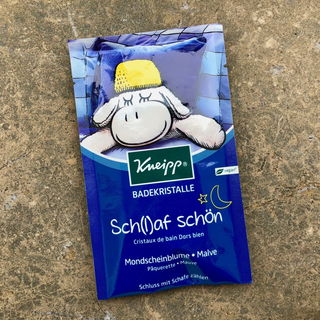 Kneipp®
BADEKRISTALLE
Sch(l)af schön
Cristaux de bain Dors bien
Mondscheinblume • Malve
Pâquerette • Mauve
Schluss mit Schafe zählen
vegan